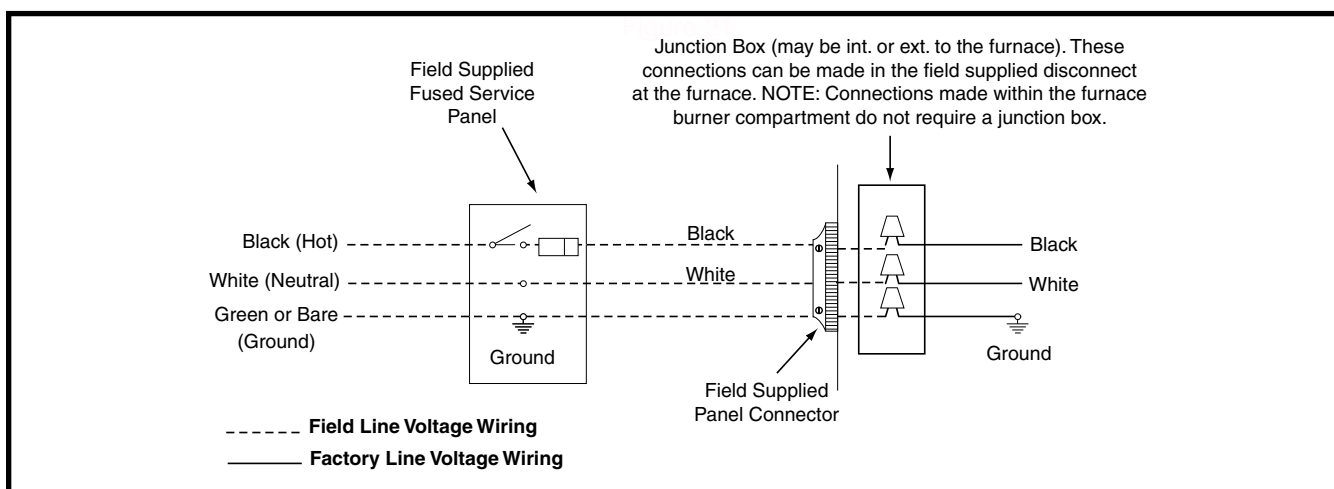 Field Supplied
Fused Service
Panel
Junction Box (may be int. or ext. to the furnace). These
connections can be made in the field supplied disconnect
at the furnace. NOTE: Connections made within the furnace
burner compartment do not require a junction box.
Black (Hot)
Black
Black
White (Neutral)
White
White
Green or Bare
(Ground)
Ground
Ground
Field Supplied
Panel Connector
Field Line Voltage Wiring
Factory Line Voltage Wiring